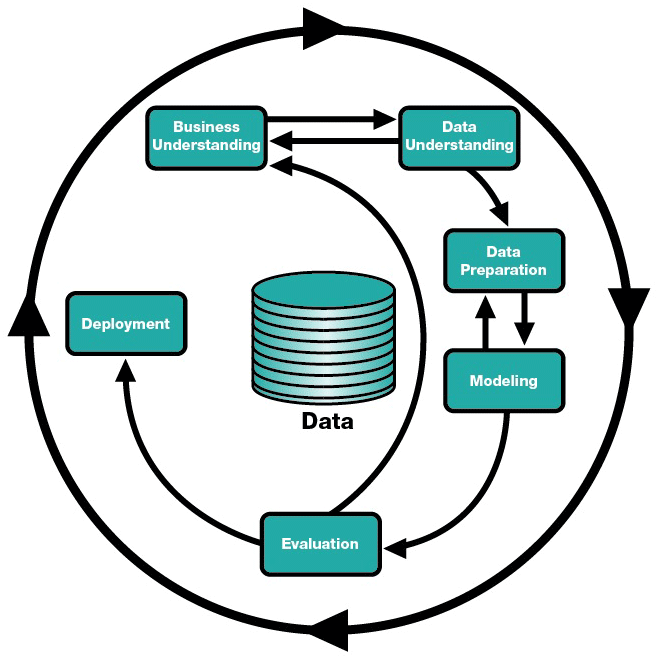 Business
Understanding
Data
Understanding
Data
Preparation
Deployment
Modeling
Data
Evaluation